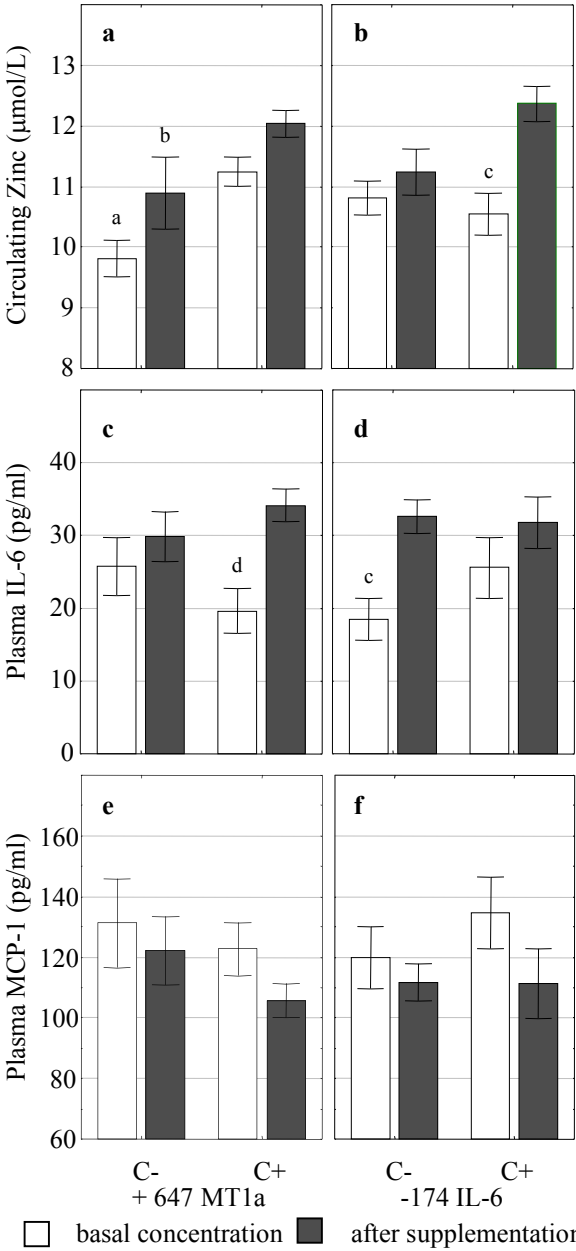 a
b
Circulating Zinc (μmol/L)
13
12
11
10
9
8
a
b
c
c
d
Plasma IL-6 (pg/ml)
40
30
20
10
0
d
c
e
f
Plasma MCP-1 (pg/ml)
160
140
120
100
80
60
C- C+ C- C+
+ 647 MT1a -174 IL-6
basal concentration after supplementation